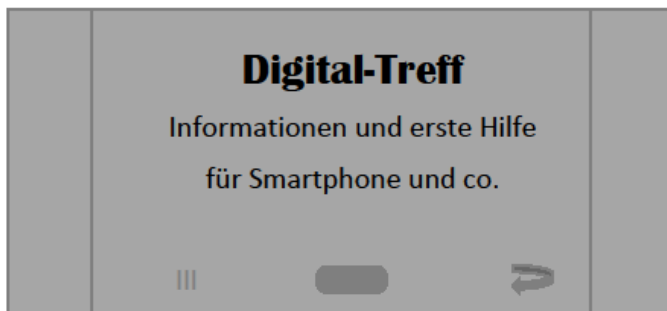 Digital-Treff
Informationen und erste Hilfe
für Smartphone und co.